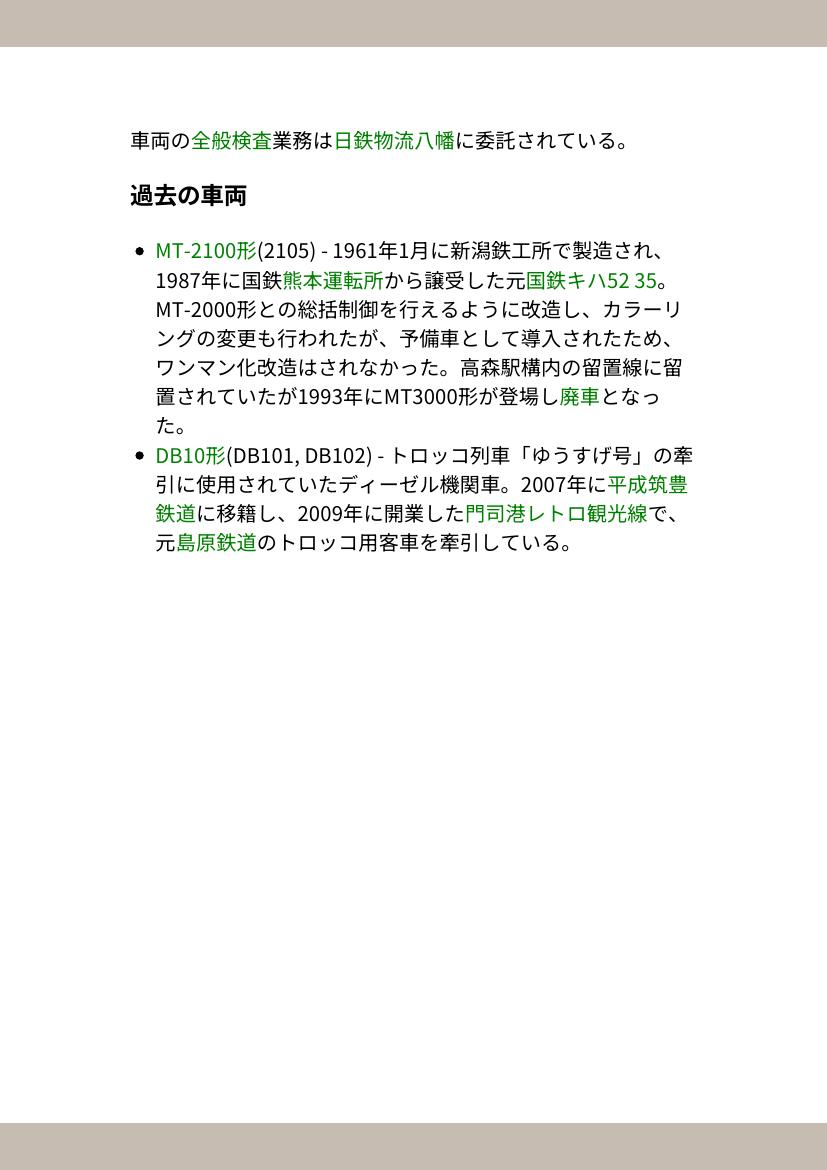 車両の全般検査業務は日鉄物流八幡に委託されている。
過去の車両
• MT-2100形(2105) - 1961年1月に新潟鉄工所で製造され、
1987年に国鉄熊本運転所から譲受した元国鉄キハ52 35。
MT-2000形との総括制御を行えるように改造し、カラーリ
ングの変更も行われたが、予備車として導入されたため、
ワンマン化改造はされなかった。高森駅構内の留置線に留
置されていたが1993年にMT3000形が登場し廃車となっ
た。
• DB10形(DB101, DB102) - トロッコ列車「ゆうすげ号」の牽
引に使用されていたディーゼル機関車。2007年に平成筑豊
鉄道に移籍し、2009年に開業した門司港レトロ観光線で、
元島原鉄道のトロッコ用客車を牽引している。